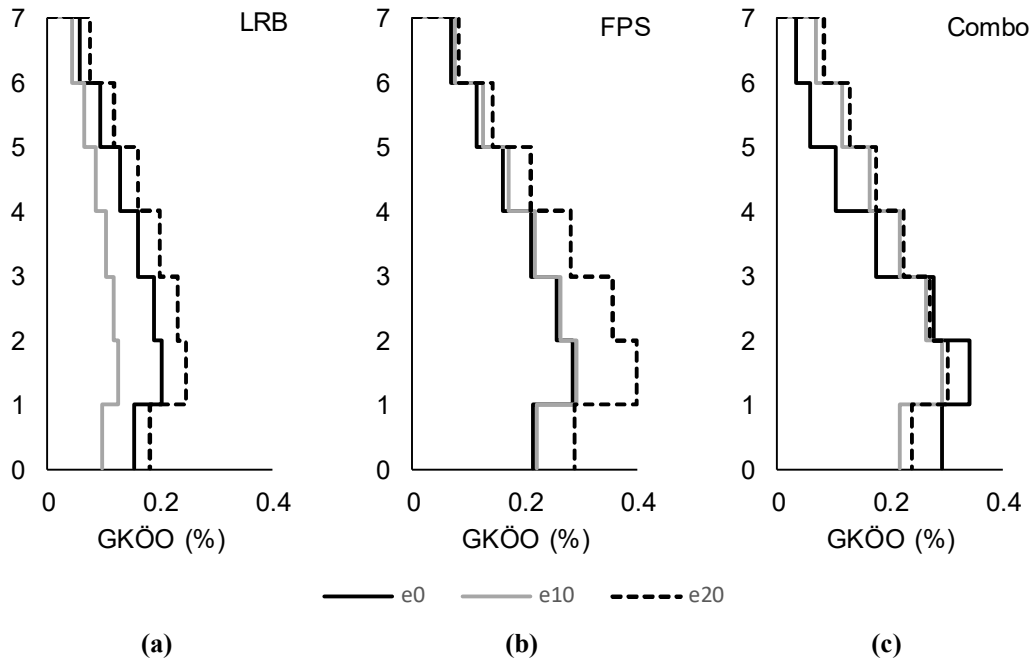 7 LRB 7 FPS 7 Combo
6 6 6
5 5 5
4 4 4
3 3 3
2 2 2
1 1 1
0 0 0
0 0.2 0.4 0 0.2 0.4 0 0.2 0.4
GKÖO (%) GKÖO (%) GKÖO (%)
e0 e10 e20
(a) (b) (c)